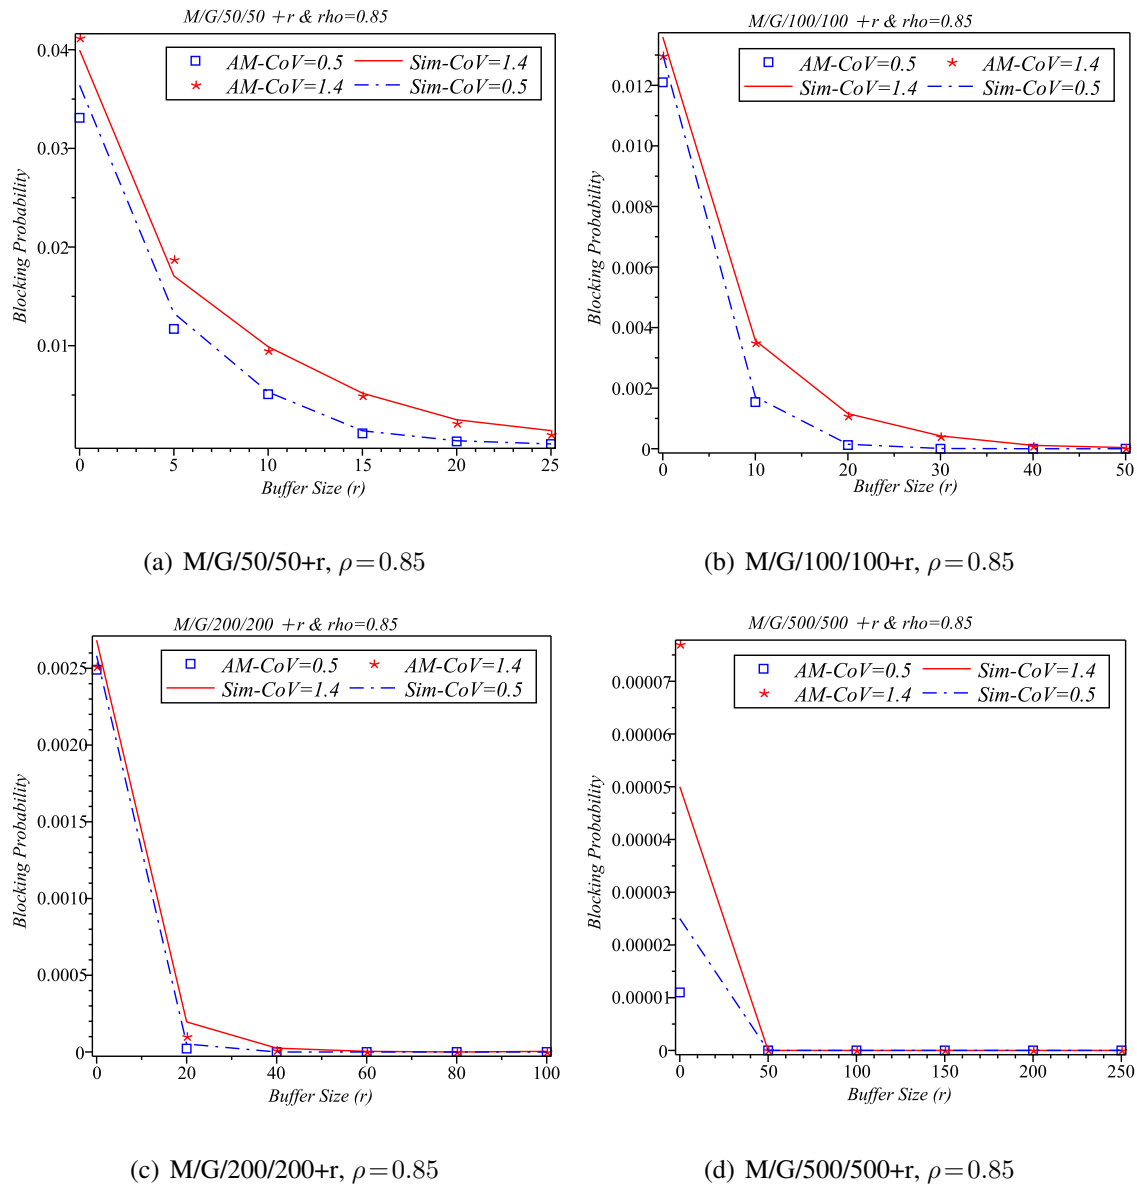 M/G/50/50 +r & rho=0.85
AM-CoV=0.5 Sim-CoV=1.4
AM-CoV=1.4 Sim-CoV=0.5
Blocking Probability
0.04
0.03
0.02
0.01
0 5 10 15 20 25
Buffer Size (r)
(a) M/G/50/50+r, ρ=0.85
M/G/100/100 +r & rho=0.85
AM-CoV=0.5 AM-CoV=1.4
Sim-CoV=1.4 Sim-CoV=0.5
Blocking Probability
0.012
0.010
0.008
0.006
0.004
0.002
0
0 10 20 30 40 50
Buffer Size (r)
(b) M/G/100/100+r, ρ=0.85
M/G/200/200 +r & rho=0.85
AM-CoV=0.5 AM-CoV=1.4
Sim-CoV=1.4 Sim-CoV=0.5
Blocking Probability
0.0025
0.0020
0.0015
0.0010
0.0005
0
0 20 40 60 80 100
Buffer Size (r)
(c) M/G/200/200+r, ρ=0.85
M/G/500/500 +r & rho=0.85
AM-CoV=0.5 Sim-CoV=1.4
AM-CoV=1.4 Sim-CoV=0.5
Blocking Probability
0.00007
0.00006
0.00005
0.00004
0.00003
0.00002
0.00001
0
0 50 100 150 200 250
Buffer Size (r)
(d) M/G/500/500+r, ρ=0.85